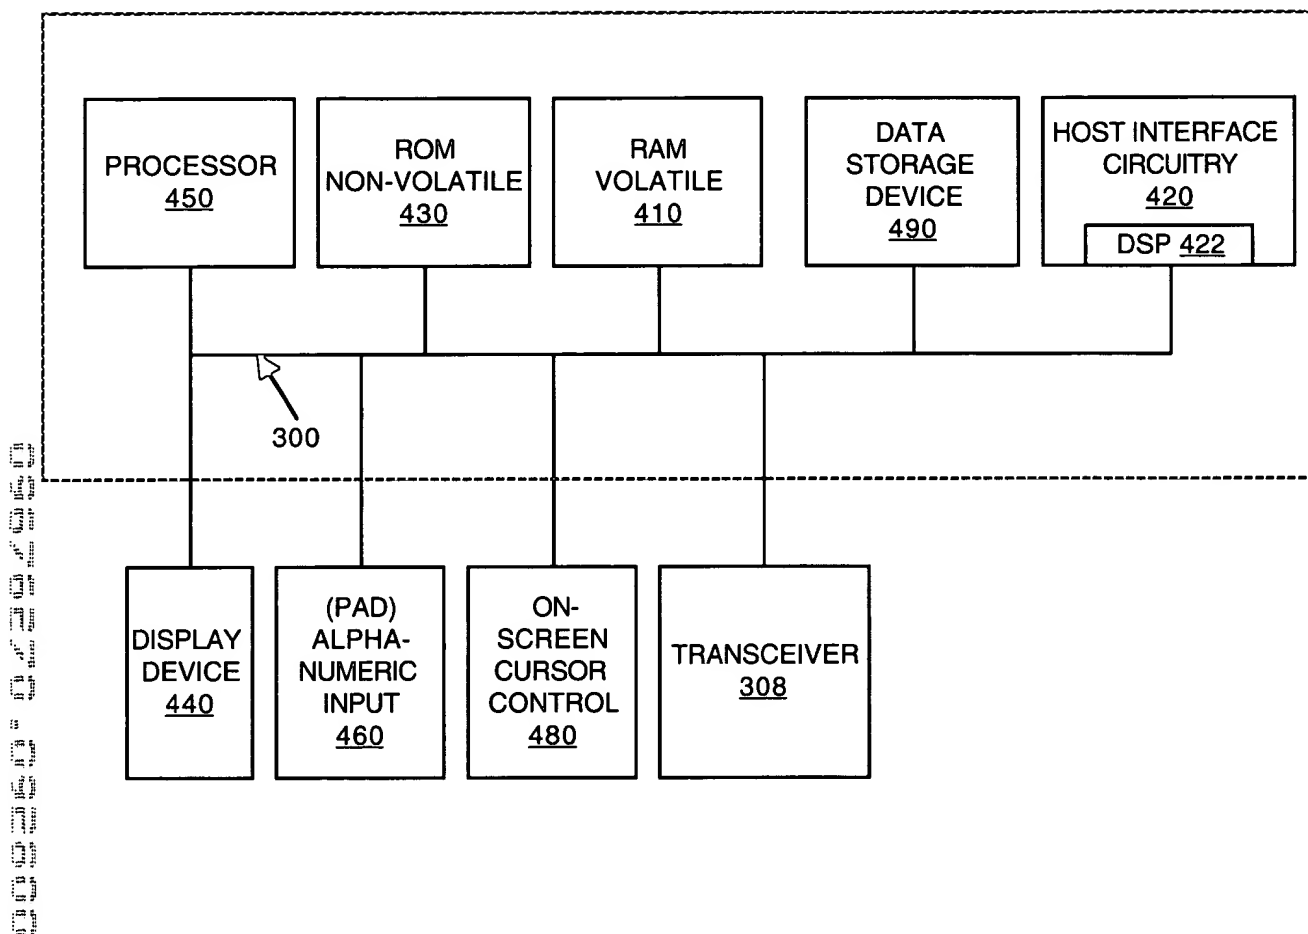 PROCESSOR
450
ROM
NON-VOLATILE
430
RAM
VOLATILE
410
DATA
STORAGE
DEVICE
490
HOST INTERFACE
CIRCUITRY
420
DSP 422
300
DISPLAY
DEVICE
440
(PAD)
ALPHA-
NUMERIC
INPUT
460
ON-
SCREEN
CURSOR
CONTROL
480
TRANSCEIVER
308